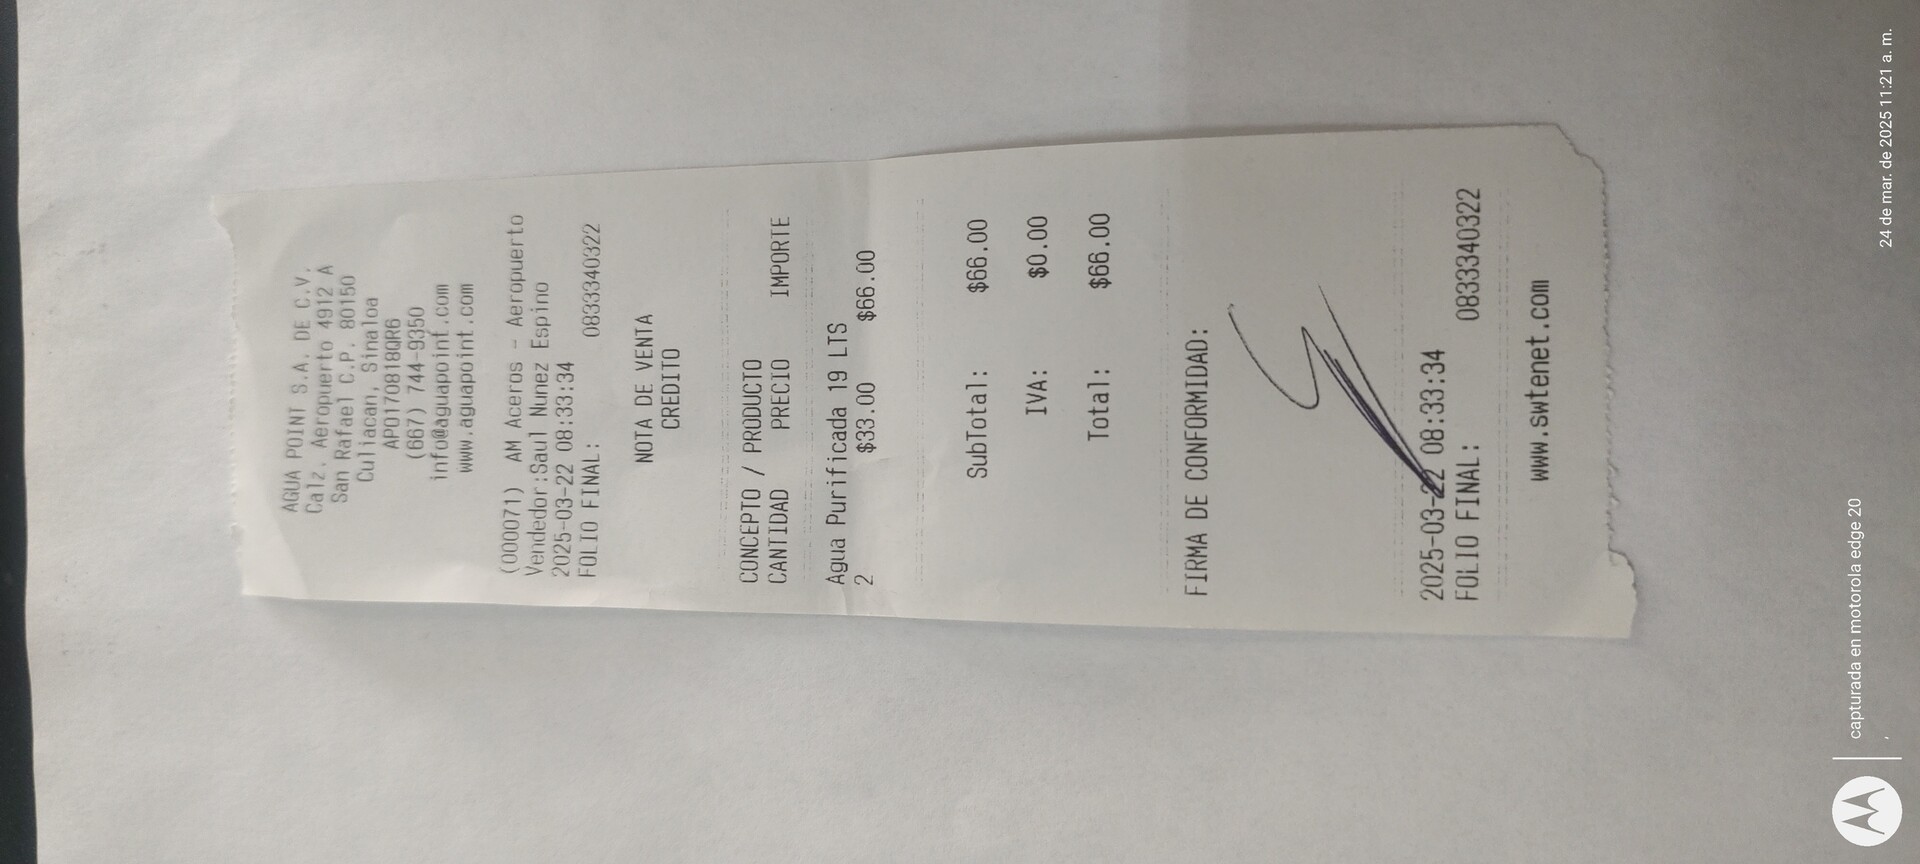 AGUA POINT S.A. DE C.V.
Calz. Aeropuerto 4912 A
San Rafael C.P. 80150
Culiacan, Sinaloa
APO170818QR6
(667) 744-9350
info@aguapoint.com
www.aguapoint.com
(000071) AM Aceros - Aeropuerto
Vendedor:Saul Nunez Espino
2025-03-22 08:33:34
FOLIO FINAL: 0833340322
NOTA DE VENTA
CREDITO
CONCEPTO / PRODUCTO
CANTIDAD PRECIO IMPORTE
Agua Purificada 19 LTS
2 $33.00 $66.00
SubTotal: $66.00
IVA: $0.00
Total: $66.00
FIRMA DE CONFORMIDAD:
2025-03-22 08:33:34
FOLIO FINAL: 0833340322
www.swtenet.com
capturada en motorola edge 20
, 24 de mar. de 2025 11:21 a. m.